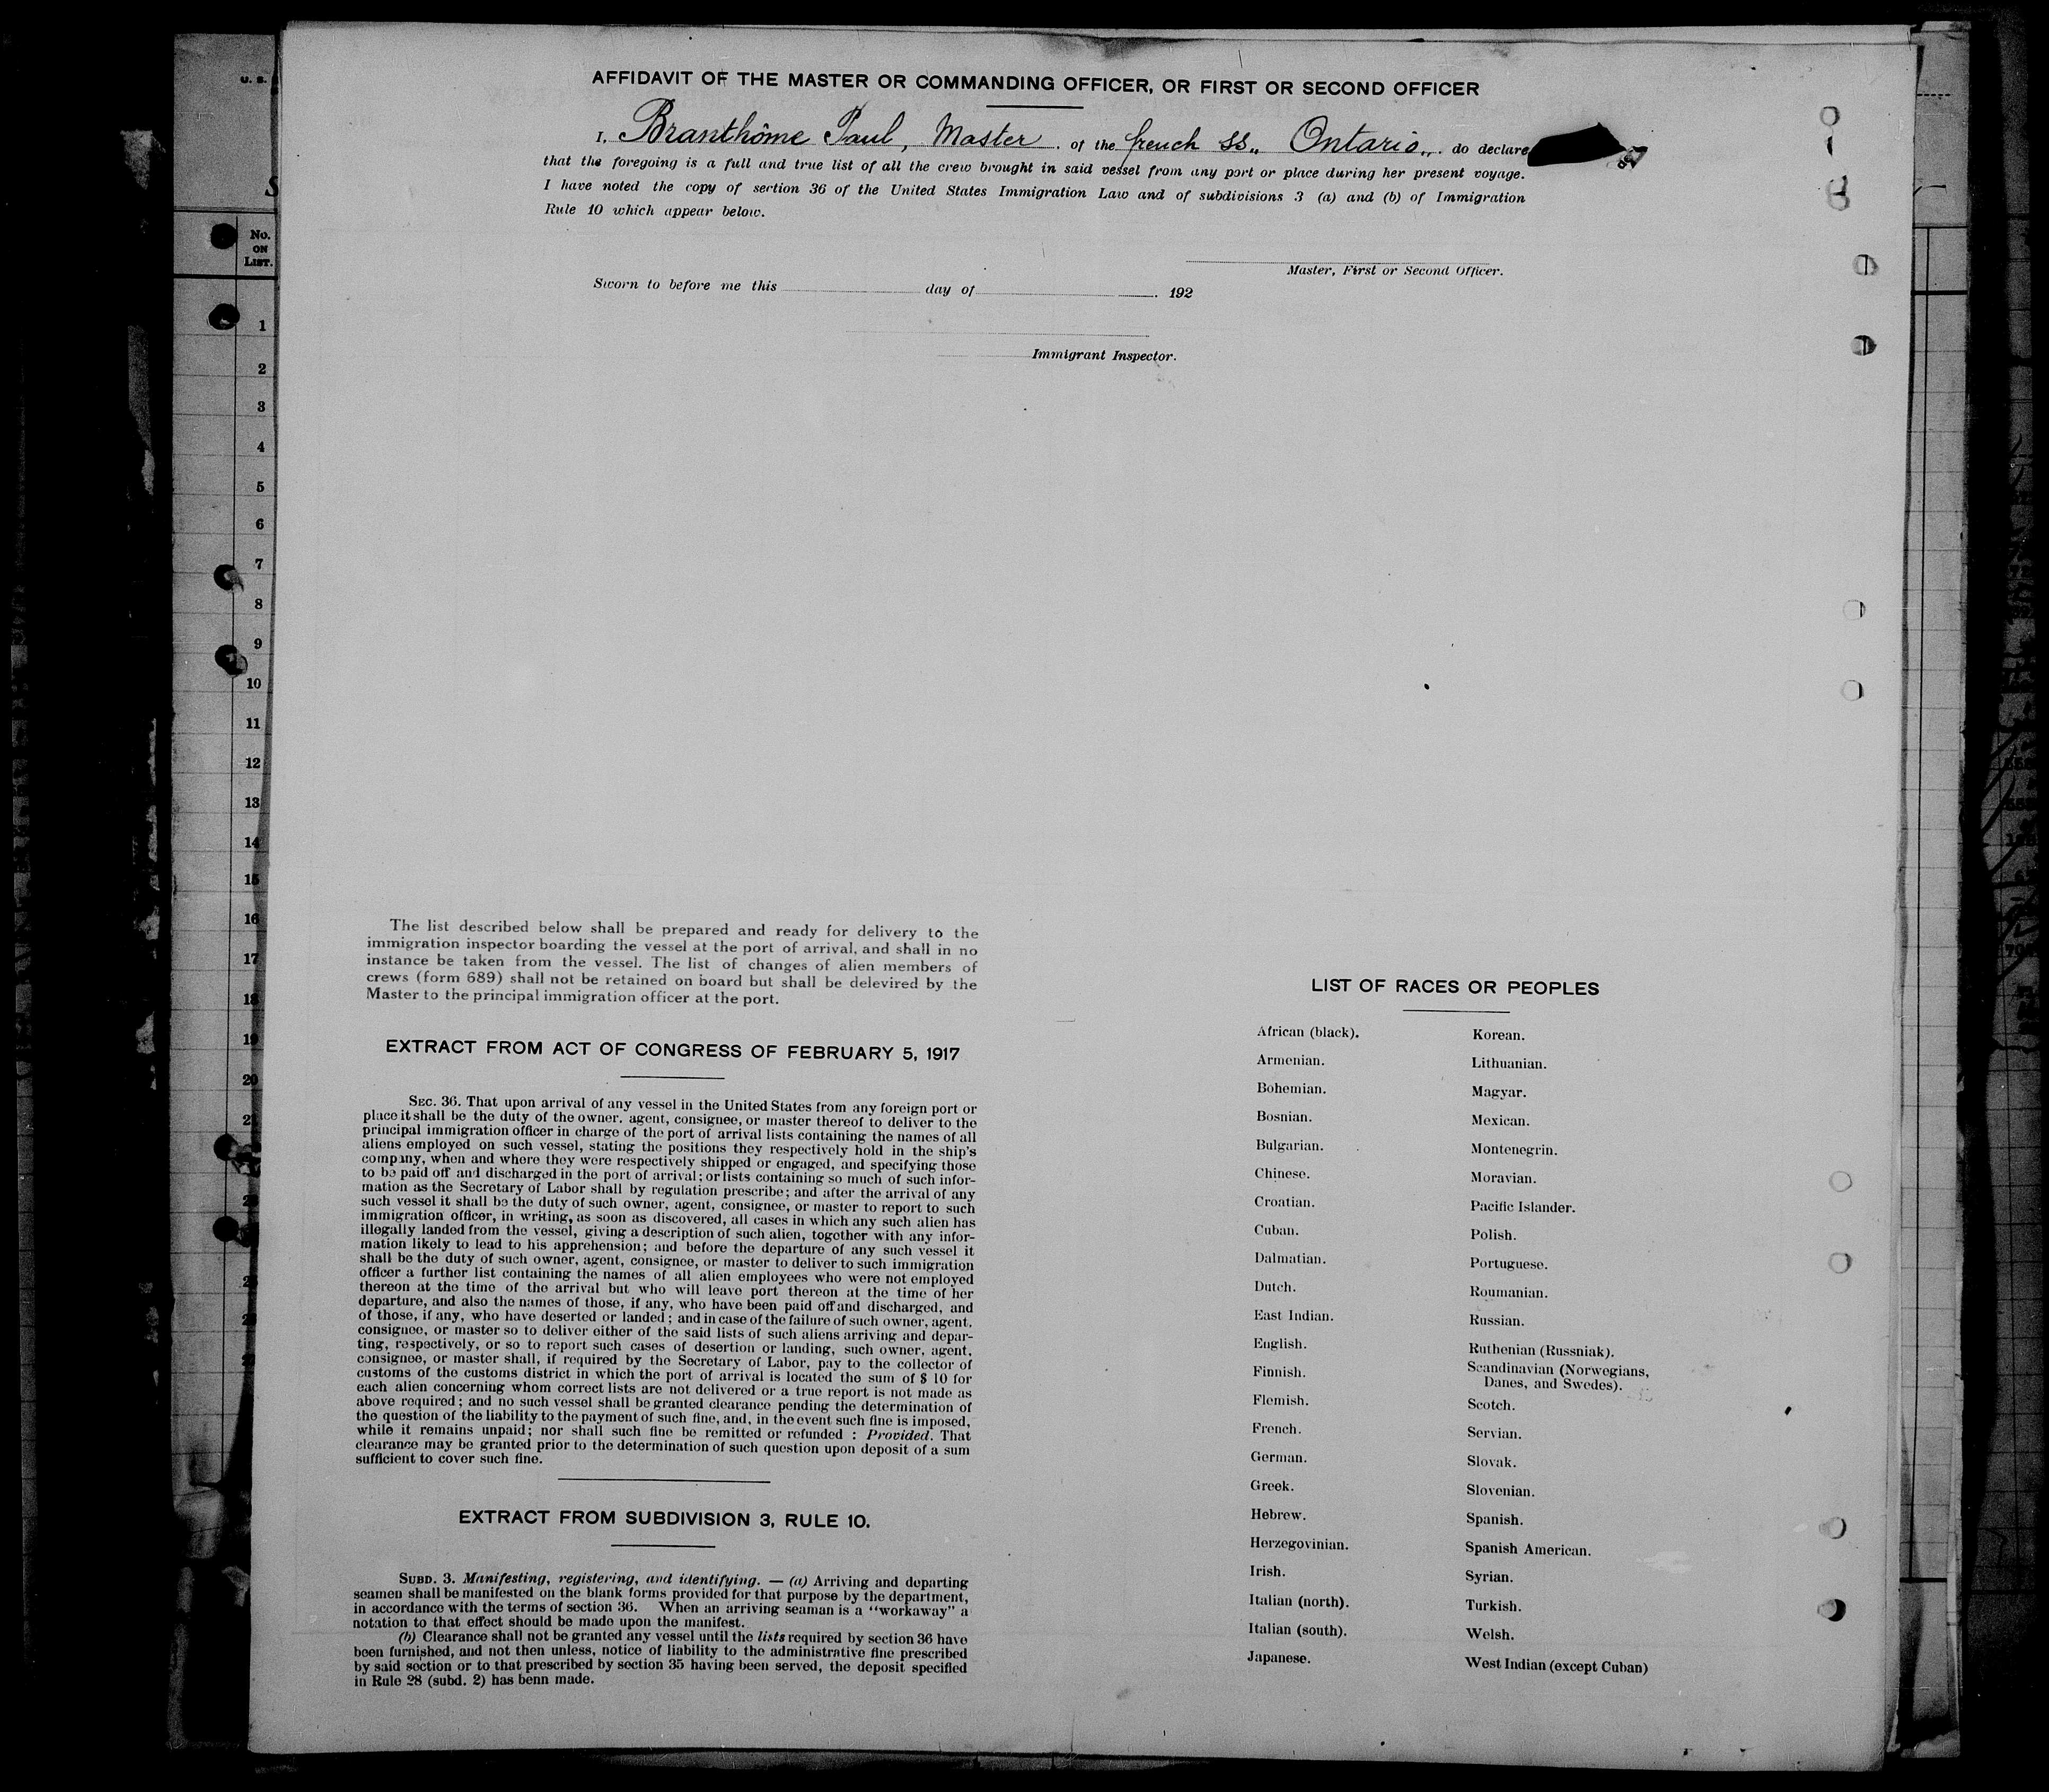 U. S.
S
No.
ON
LIST.
1
2
3
4
5
6
7
8
9
10
11
12
13
14
15
16
17
18
19
20
AFFIDAVIT OF THE MASTER OR COMMANDING OFFICER, OR FIRST OR SECOND OFFICER
I, Branthôme Paul, Master of the french ss. Ontario, do declare
that the foregoing is a full and true list of all the crew brought in said vessel from any port or place during her present voyage.
I have noted the copy of section 36 of the United States Immigration Law and of subdivisions 3 (a) and (b) of Immigration
Rule 10 which appear below.
Master, First or Second Officer.
Sworn to before me this day of 192
Immigrant Inspector.
The list described below shall be prepared and ready for delivery to the
immigration inspector boarding the vessel at the port of arrival, and shall in no
instance be taken from the vessel. The list of changes of alien members of
crews (form 689) shall not be retained on board but shall be delevired by the
Master to the principal immigration officer at the port.
EXTRACT FROM ACT OF CONGRESS OF FEBRUARY 5, 1917
SEC. 36. That upon arrival of any vessel in the United States from any foreign port or
place it shall be the duty of the owner, agent, consignee, or master thereof to deliver to the
principal immigration officer in charge of the port of arrival lists containing the names of all
aliens employed on such vessel, stating the positions they respectively hold in the ship's
company, when and where they were respectively shipped or engaged, and specifying those
to be paid off and discharged in the port of arrival; or lists containing so much of such infor-
mation as the Secretary of Labor shall by regulation prescribe; and after the arrival of any
such vessel it shall be the duty of such owner, agent, consignee, or master to report to such
immigration officer, in writing, as soon as discovered, all cases in which any such alien has
illegally landed from the vessel, giving a description of such alien, together with any infor-
mation likely to lead to his apprehension; and before the departure of any such vessel it
shall be the duty of such owner, agent, consignee, or master to deliver to such immigration
officer a further list containing the names of all alien employees who were not employed
thereon at the time of the arrival but who will leave port thereon at the time of her
departure, and also the names of those, if any, who have been paid off and discharged, and
of those, if any, who have deserted or landed; and in case of the failure of such owner, agent,
consignee, or master so to deliver either of the said lists of such aliens arriving and depar-
ting, respectively, or so to report such cases of desertion or landing, such owner, agent,
consignee, or master shall, if required by the Secretary of Labor, pay to the collector of
customs of the customs district in which the port of arrival is located the sum of $ 10 for
each alien concerning whom correct lists are not delivered or a true report is not made as
above required; and no such vessel shall be granted clearance pending the determination of
the question of the liability to the payment of such fine, and, in the event such fine is imposed,
while it remains unpaid; nor shall such fine be remitted or refunded : Provided. That
clearance may be granted prior to the determination of such question upon deposit of a sum
sufficient to cover such fine.
EXTRACT FROM SUBDIVISION 3, RULE 10.
SUBD. 3. Manifesting, registering, and identifying. — (a) Arriving and departing
seamen shall be manifested on the blank forms provided for that purpose by the department,
in accordance with the terms of section 36. When an arriving seaman is a "workaway" a
notation to that effect should be made upon the manifest.
(b) Clearance shall not be granted any vessel until the lists required by section 36 have
been furnished, and not then unless, notice of liability to the administrative fine prescribed
by said section or to that prescribed by section 35 having been served, the deposit specified
in Rule 28 (subd. 2) has benn made.
LIST OF RACES OR PEOPLES
African (black).
Armenian.
Bohemian.
Bosnian.
Bulgarian.
Chinese.
Croatian.
Cuban.
Dalmatian.
Dutch.
East Indian.
English.
Finnish.
Flemish.
French.
German.
Greek.
Hebrew.
Herzegovinian.
Irish.
Italian (north).
Italian (south).
Japanese.
Korean.
Lithuanian.
Magyar.
Mexican.
Montenegrin.
Moravian.
Pacific Islander.
Polish.
Portuguese.
Roumanian.
Russian.
Ruthenian (Russniak).
Scandinavian (Norwegians,
Danes, and Swedes).
Scotch.
Servian.
Slovak.
Slovenian.
Spanish.
Spanish American.
Syrian.
Turkish.
Welsh.
West Indian (except Cuban)